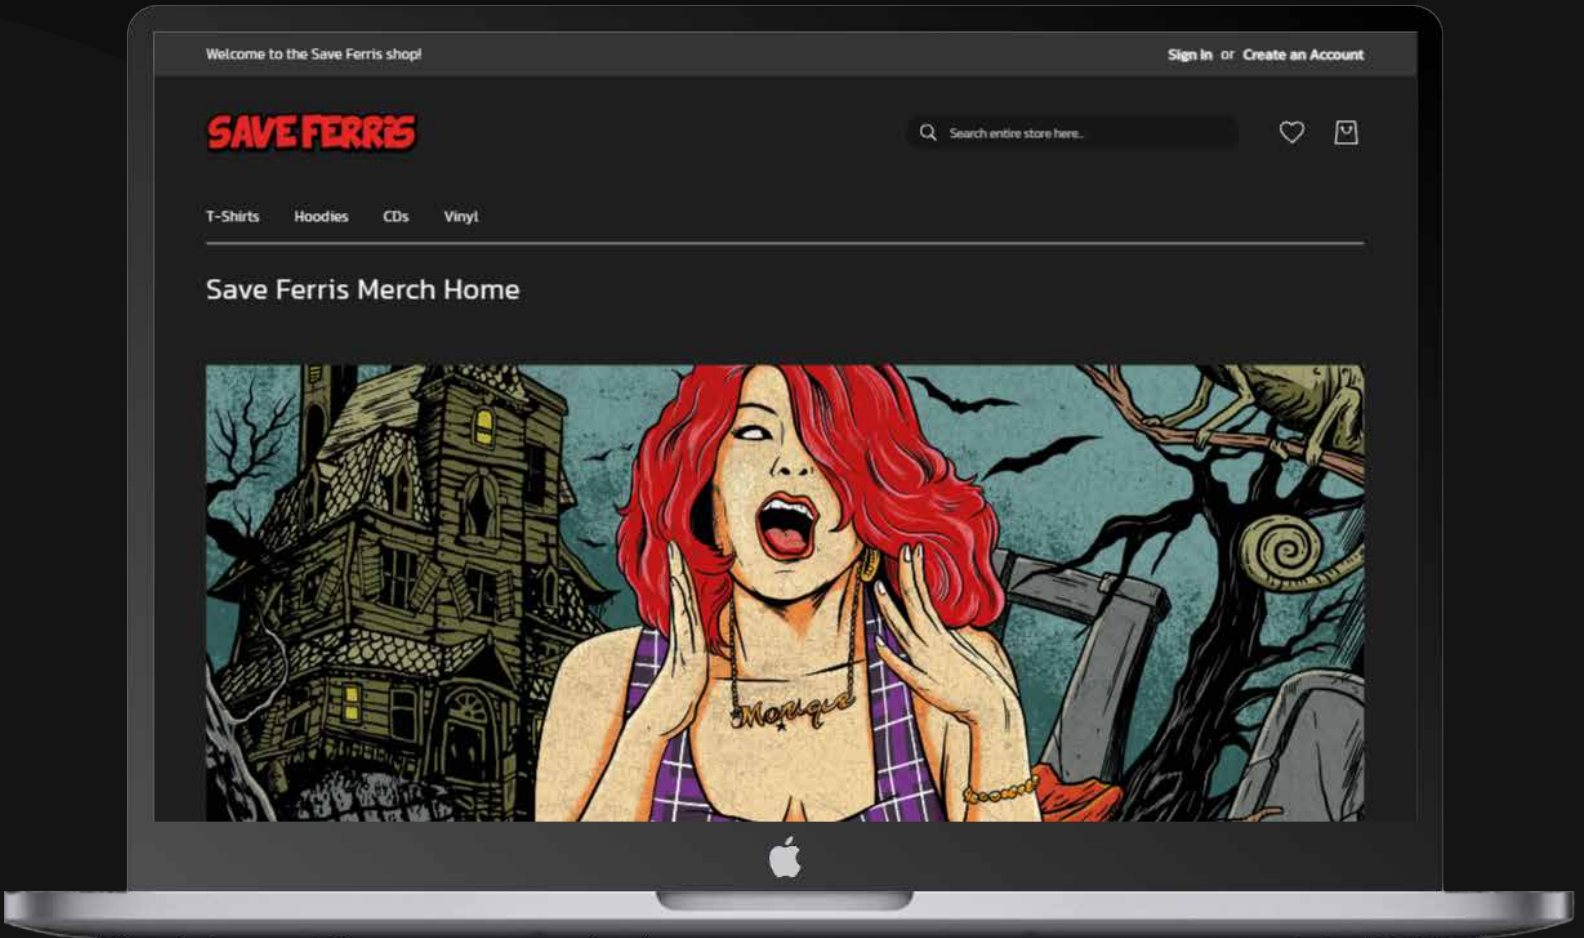 Welcome to the Save Ferris shop!
Sign In or Create an Account
SAVE FERRIS
Search entire store here..
T-Shirts Hoodies CDs Vinyl
Save Ferris Merch Home
Monique